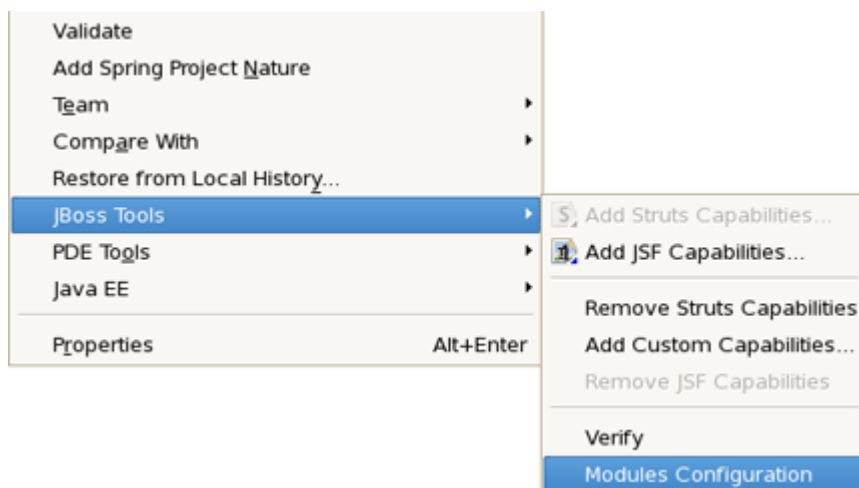 Validate
Add Spring Project Nature
Team
Compare With
Restore from Local History...
JBoss Tools
PDE Tools
Java EE
Properties Alt+Enter
Add Struts Capabilities...
Add JSF Capabilities...
Remove Struts Capabilities
Add Custom Capabilities...
Remove JSF Capabilities
Verify
Modules Configuration